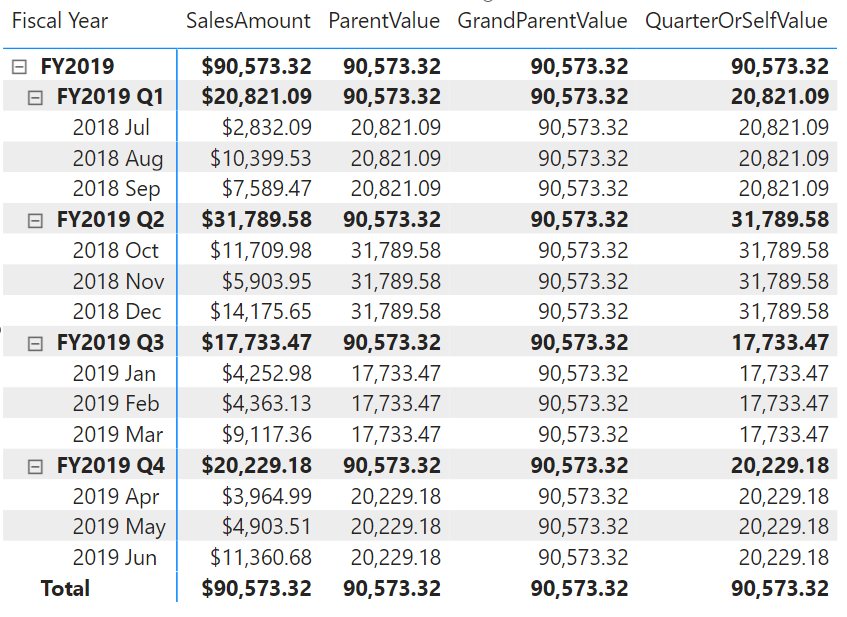 Fiscal Year SalesAmount ParentValue GrandParentValue QuarterOrSelfValue
FY2019 $90,573.32 90,573.32 90,573.32 90,573.32
FY2019 Q1 $20,821.09 90,573.32 90,573.32 20,821.09
2018 Jul $2,832.09 20,821.09 90,573.32 20,821.09
2018 Aug $10,399.53 20,821.09 90,573.32 20,821.09
2018 Sep $7,589.47 20,821.09 90,573.32 20,821.09
FY2019 Q2 $31,789.58 90,573.32 90,573.32 31,789.58
2018 Oct $11,709.98 31,789.58 90,573.32 31,789.58
2018 Nov $5,903.95 31,789.58 90,573.32 31,789.58
2018 Dec $14,175.65 31,789.58 90,573.32 31,789.58
FY2019 Q3 $17,733.47 90,573.32 90,573.32 17,733.47
2019 Jan $4,252.98 17,733.47 90,573.32 17,733.47
2019 Feb $4,363.13 17,733.47 90,573.32 17,733.47
2019 Mar $9,117.36 17,733.47 90,573.32 17,733.47
FY2019 Q4 $20,229.18 90,573.32 90,573.32 20,229.18
2019 Apr $3,964.99 20,229.18 90,573.32 20,229.18
2019 May $4,903.51 20,229.18 90,573.32 20,229.18
2019 Jun $11,360.68 20,229.18 90,573.32 20,229.18
Total $90,573.32 90,573.32 90,573.32 90,573.32